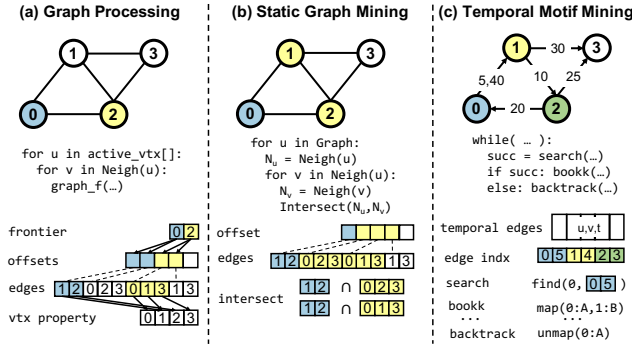 (a) Graph Processing
1
3
0
2
for u in active_vtx[]:
for v in Neigh(u):
graph_f(…)
frontier
0 2
offsets
edges
1 2 0 2 3 0 1 3 1 3
vtx property
0 1 2 3
(b) Static Graph Mining
1
3
0
2
for u in Graph:
Nu = Neigh(u)
for v in Neigh(u):
Nv = Neigh(v)
Intersect(Nu,Nv)
offset
edges
1 2 0 2 3 0 1 3 1 3
intersect
1 2 ∩ 0 2 3
1 2 ∩ 0 1 3
(c) Temporal Motif Mining
1
30
3
5,40
10
25
0
20
2
while( … ):
succ = search(…)
if succ: bookk(…)
else: backtrack(…)
temporal edges
u,v,t
edge indx
0 5 1 4 2 3
search
find(0, 0 5 )
bookk
map(0:A,1:B)
...
...
backtrack
unmap(0:A)